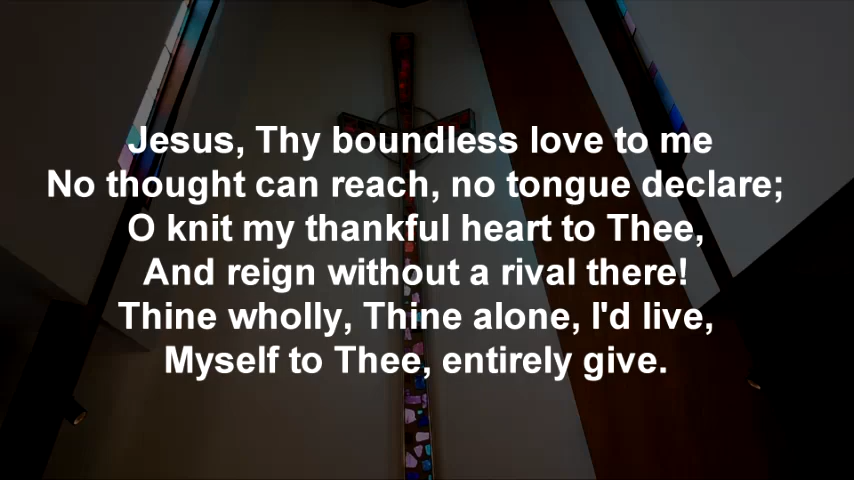 Jesus, Thy boundless love to me
No thought can reach, no tongue declare;
O knit my thankful heart to Thee,
And reign without a rival there!
Thine wholly, Thine alone, I'd live,
Myself to Thee, entirely give.